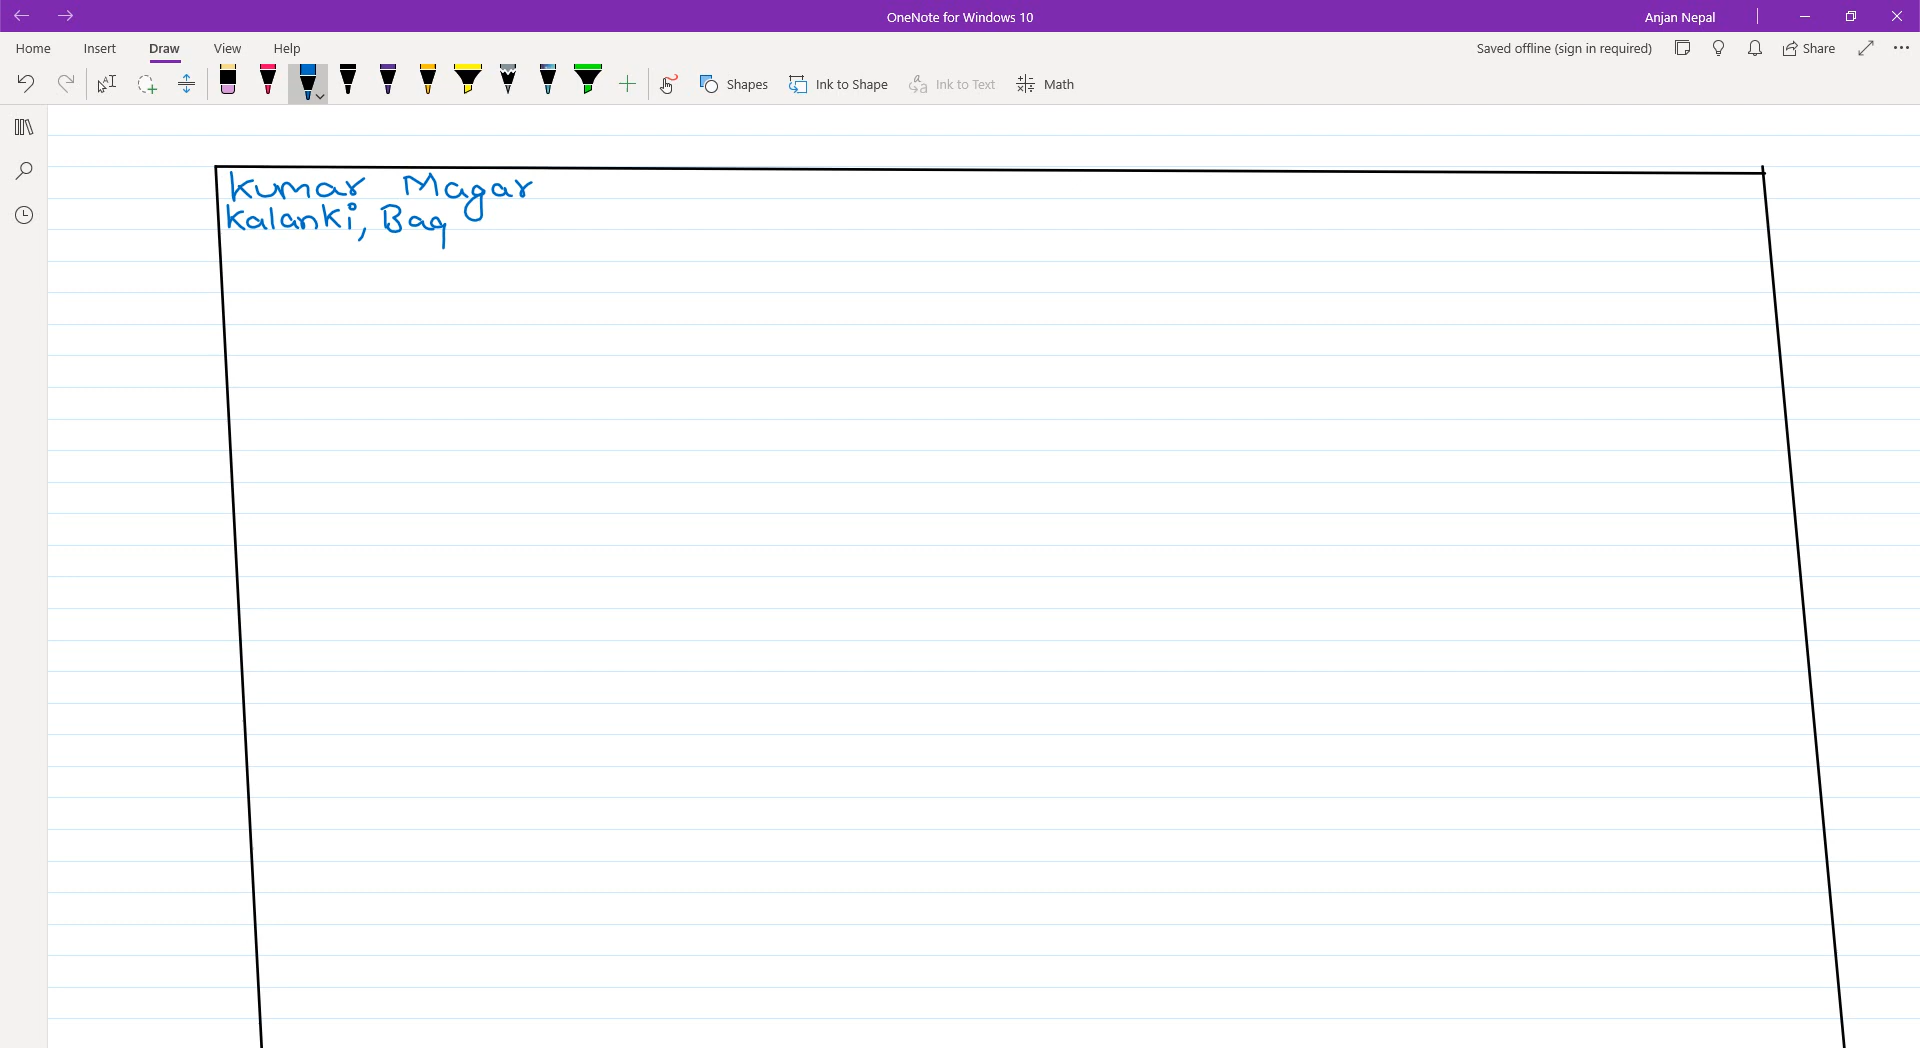 OneNote for Windows 10
Anjan Nepal
Home Insert Draw View Help
Saved offline (sign in required) Share
Shapes Ink to Shape Ink to Text Math
Kumar Magar
Kalanki, Bag